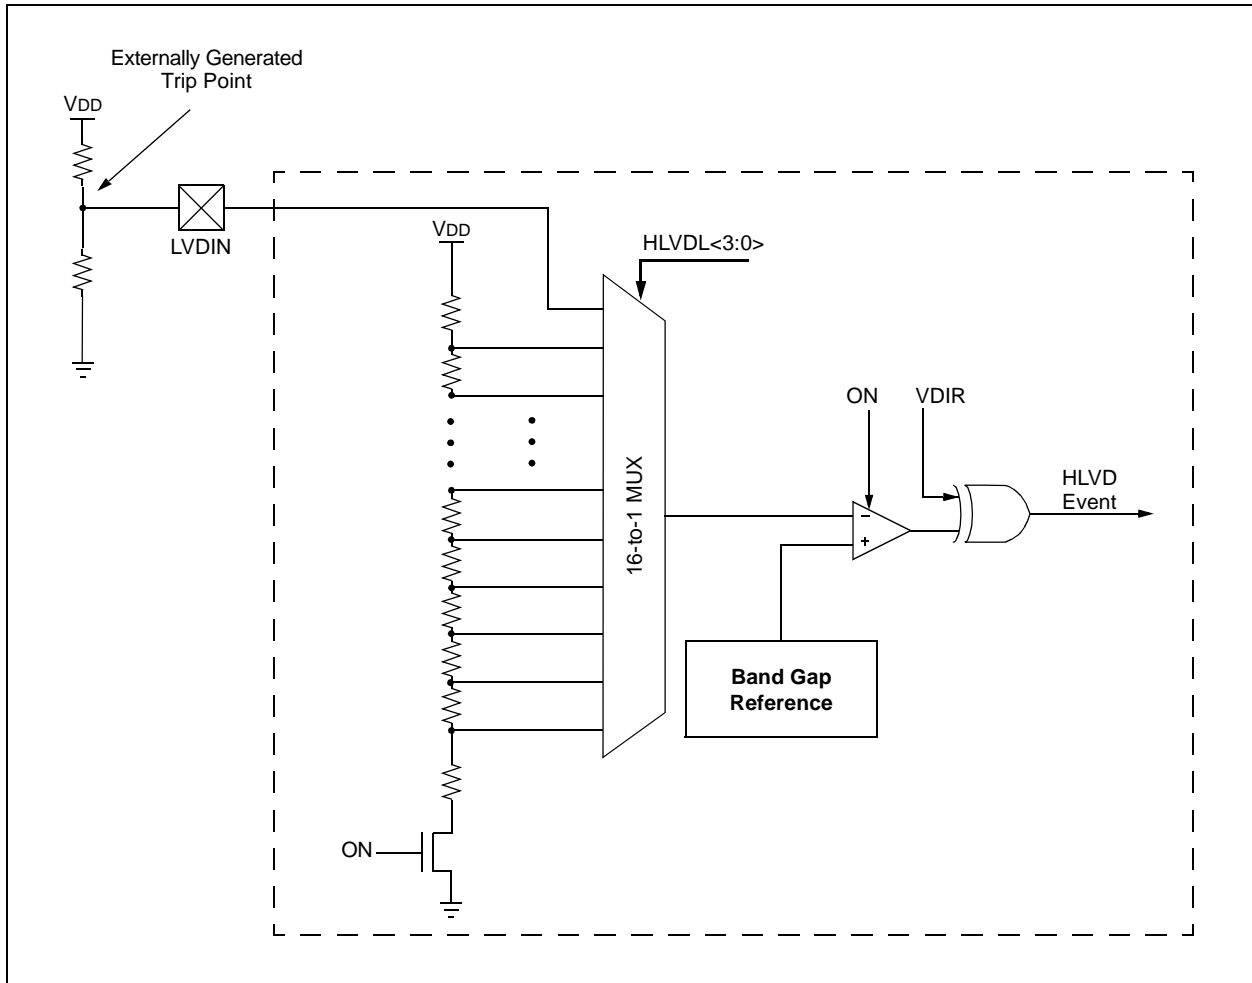 Externally Generated
Trip Point
VDD
LVDIN
VDD
HLVDL<3:0>
16-to-1 MUX
ON
VDIR
HLVD
Event
−
+
Band Gap
Reference
ON